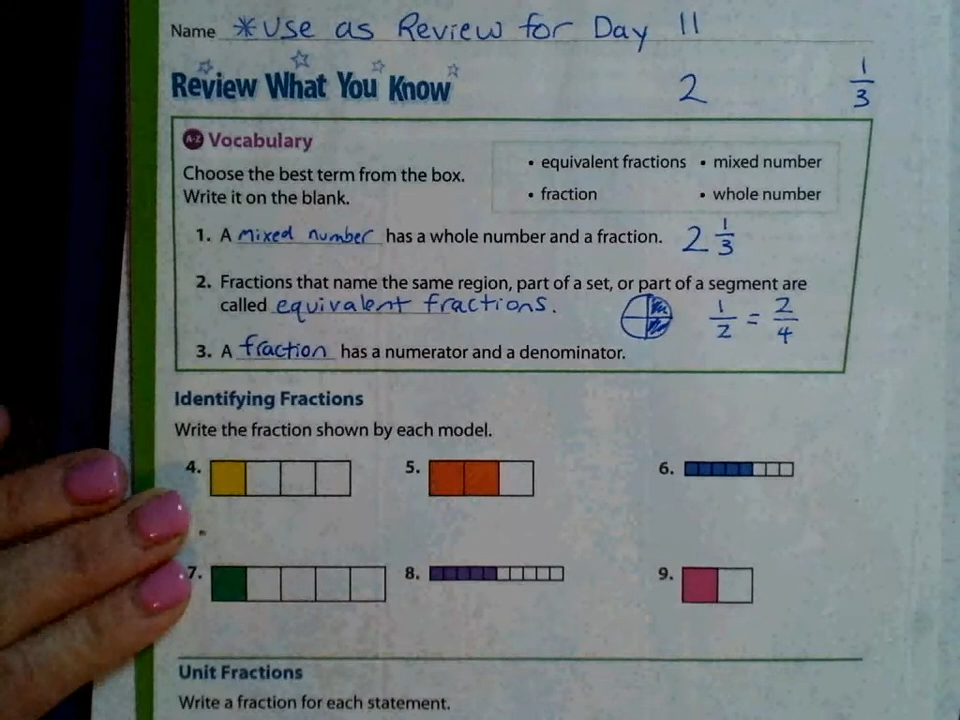 Name *Use as Review for Day 11
Review What You Know
2
1/3
A-Z Vocabulary
Choose the best term from the box.
Write it on the blank.
• equivalent fractions • mixed number
• fraction • whole number
1. A mixed number has a whole number and a fraction. 2 1/3
2. Fractions that name the same region, part of a set, or part of a segment are
called equivalent fractions. 1/2 = 2/4
3. A fraction has a numerator and a denominator.
Identifying Fractions
Write the fraction shown by each model.
4. 5. 6.
7. 8. 9.
Unit Fractions
Write a fraction for each statement.